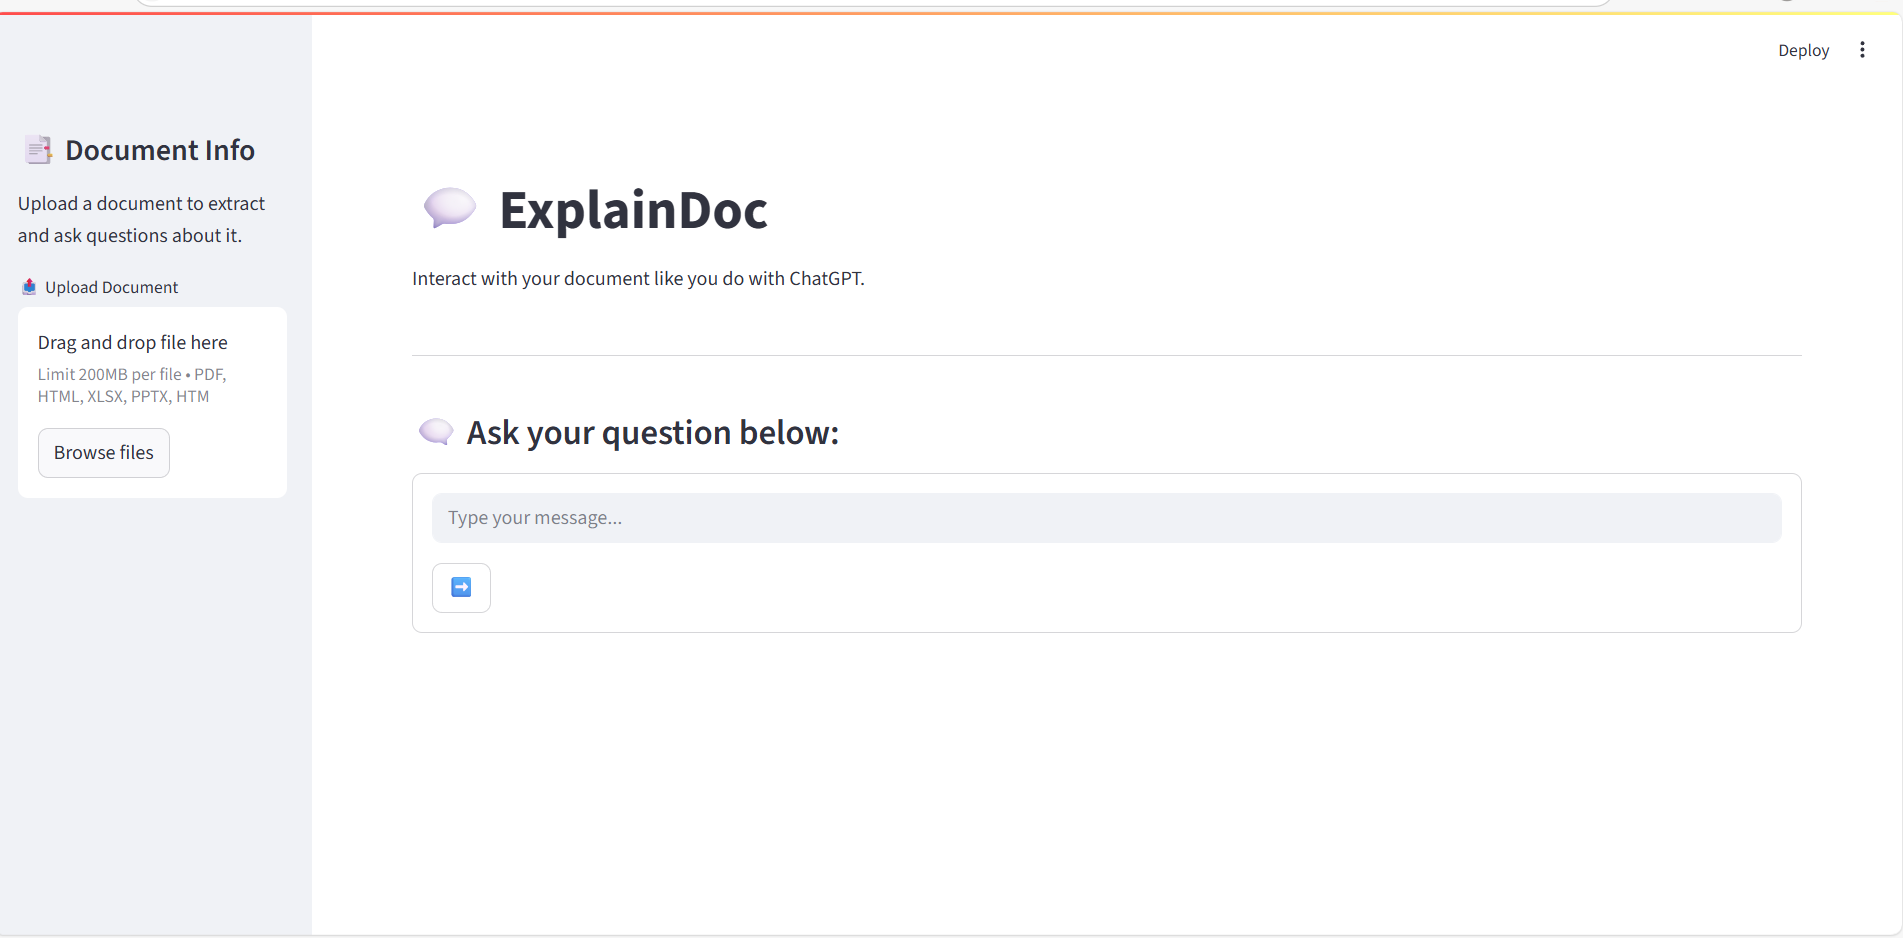 Deploy
Document Info
Upload a document to extract
and ask questions about it.
Upload Document
Drag and drop file here
Limit 200MB per file • PDF,
HTML, XLSX, PPTX, HTM
Browse files
ExplainDoc
Interact with your document like you do with ChatGPT.
Ask your question below:
Type your message...